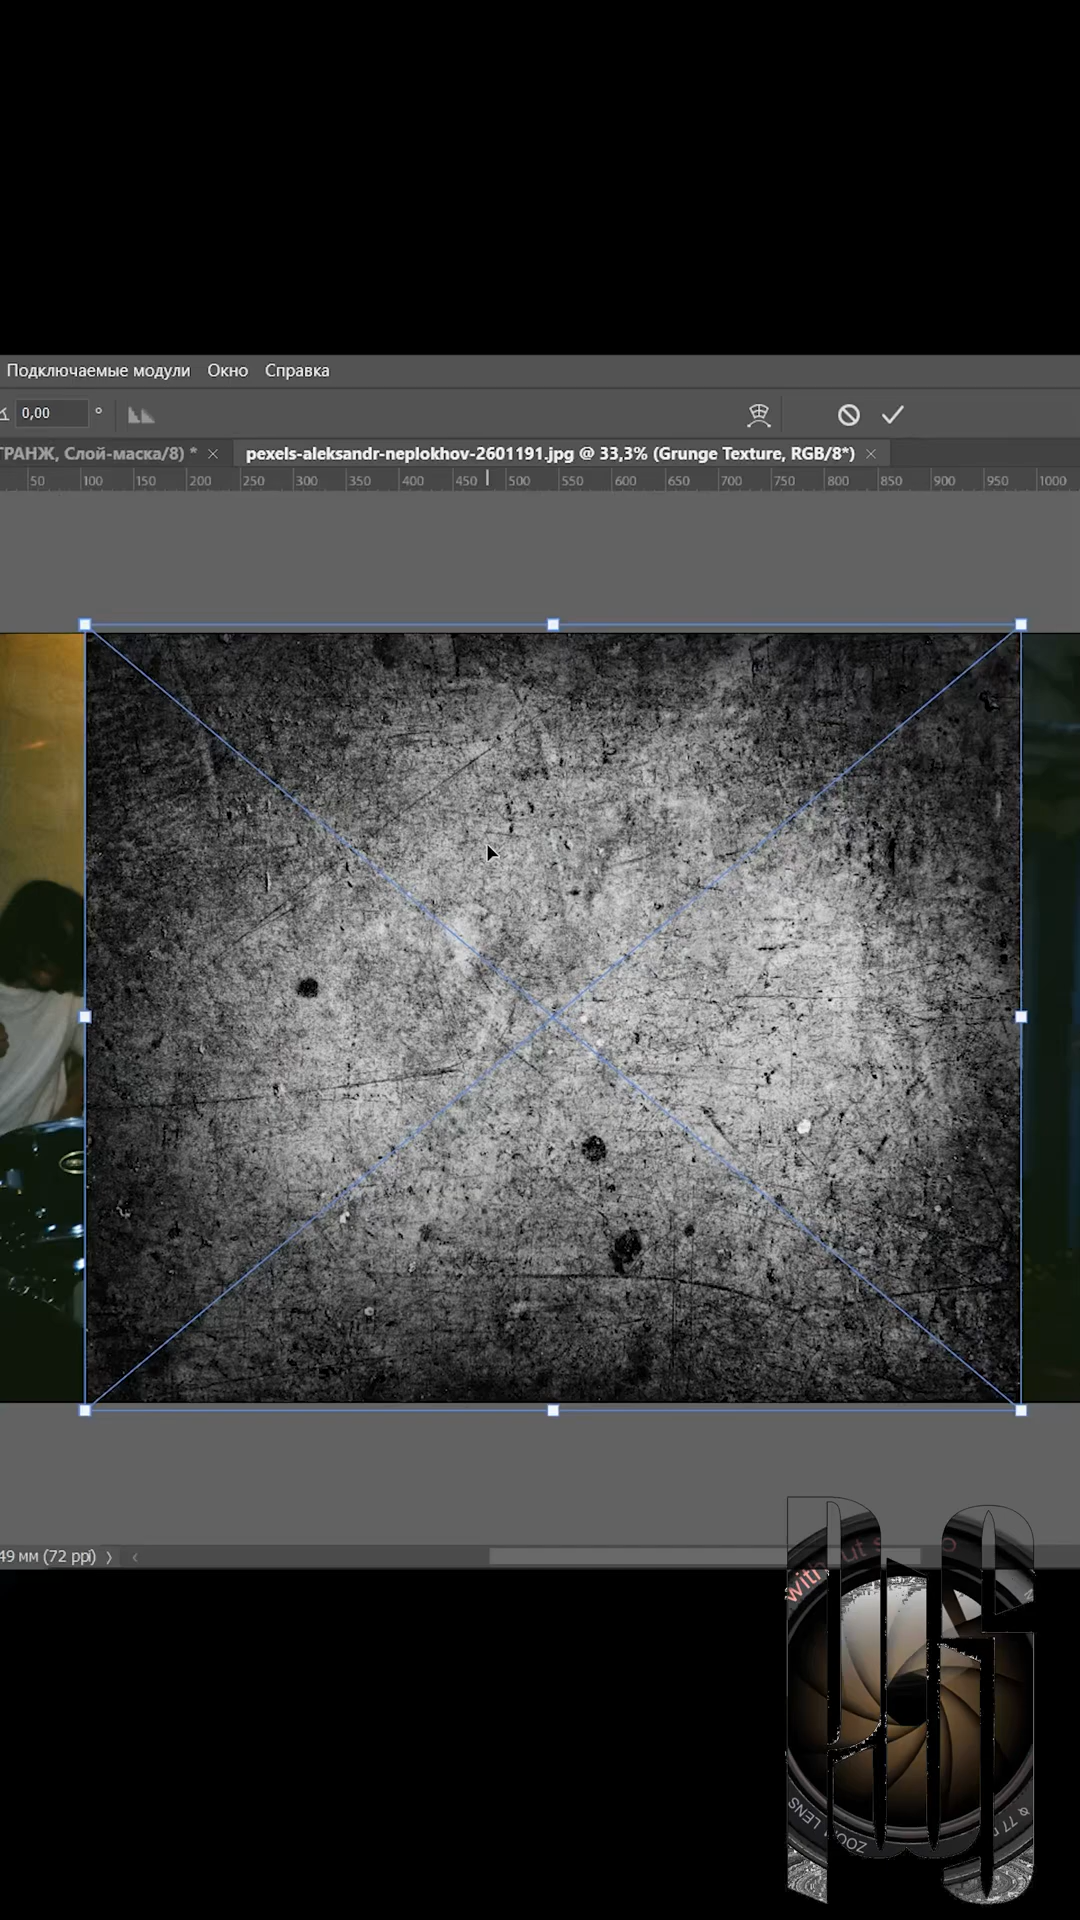 Подключаемые модули Окно Справка
0,00 °
ГРАНЖ, Слой-маска/8) * × pexels-aleksandr-neplokhov-2601191.jpg @ 33,3% (Grunge Texture, RGB/8*) ×
50 100 150 200 250 300 350 400 450 500 550 600 650 700 750 800 850 900 950 1000
49 мм (72 ppi)
ZOOM LENS